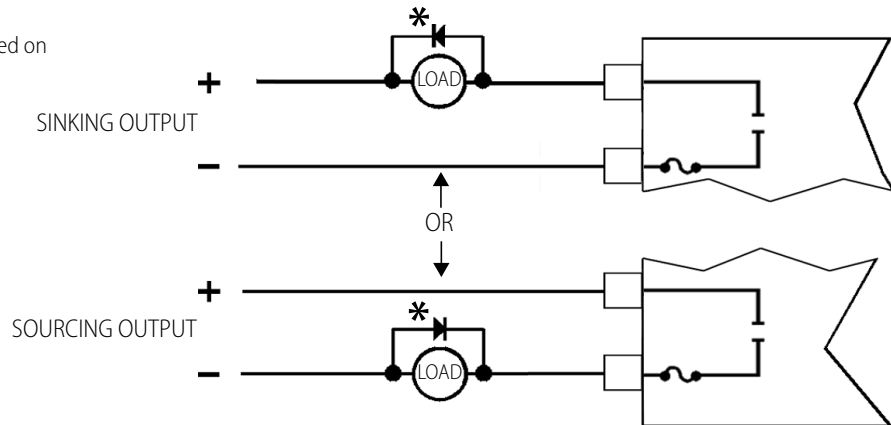 ed on
*
+
LOAD
SINKING OUTPUT
-
OR
+
*
SOURCING OUTPUT
-
LOAD